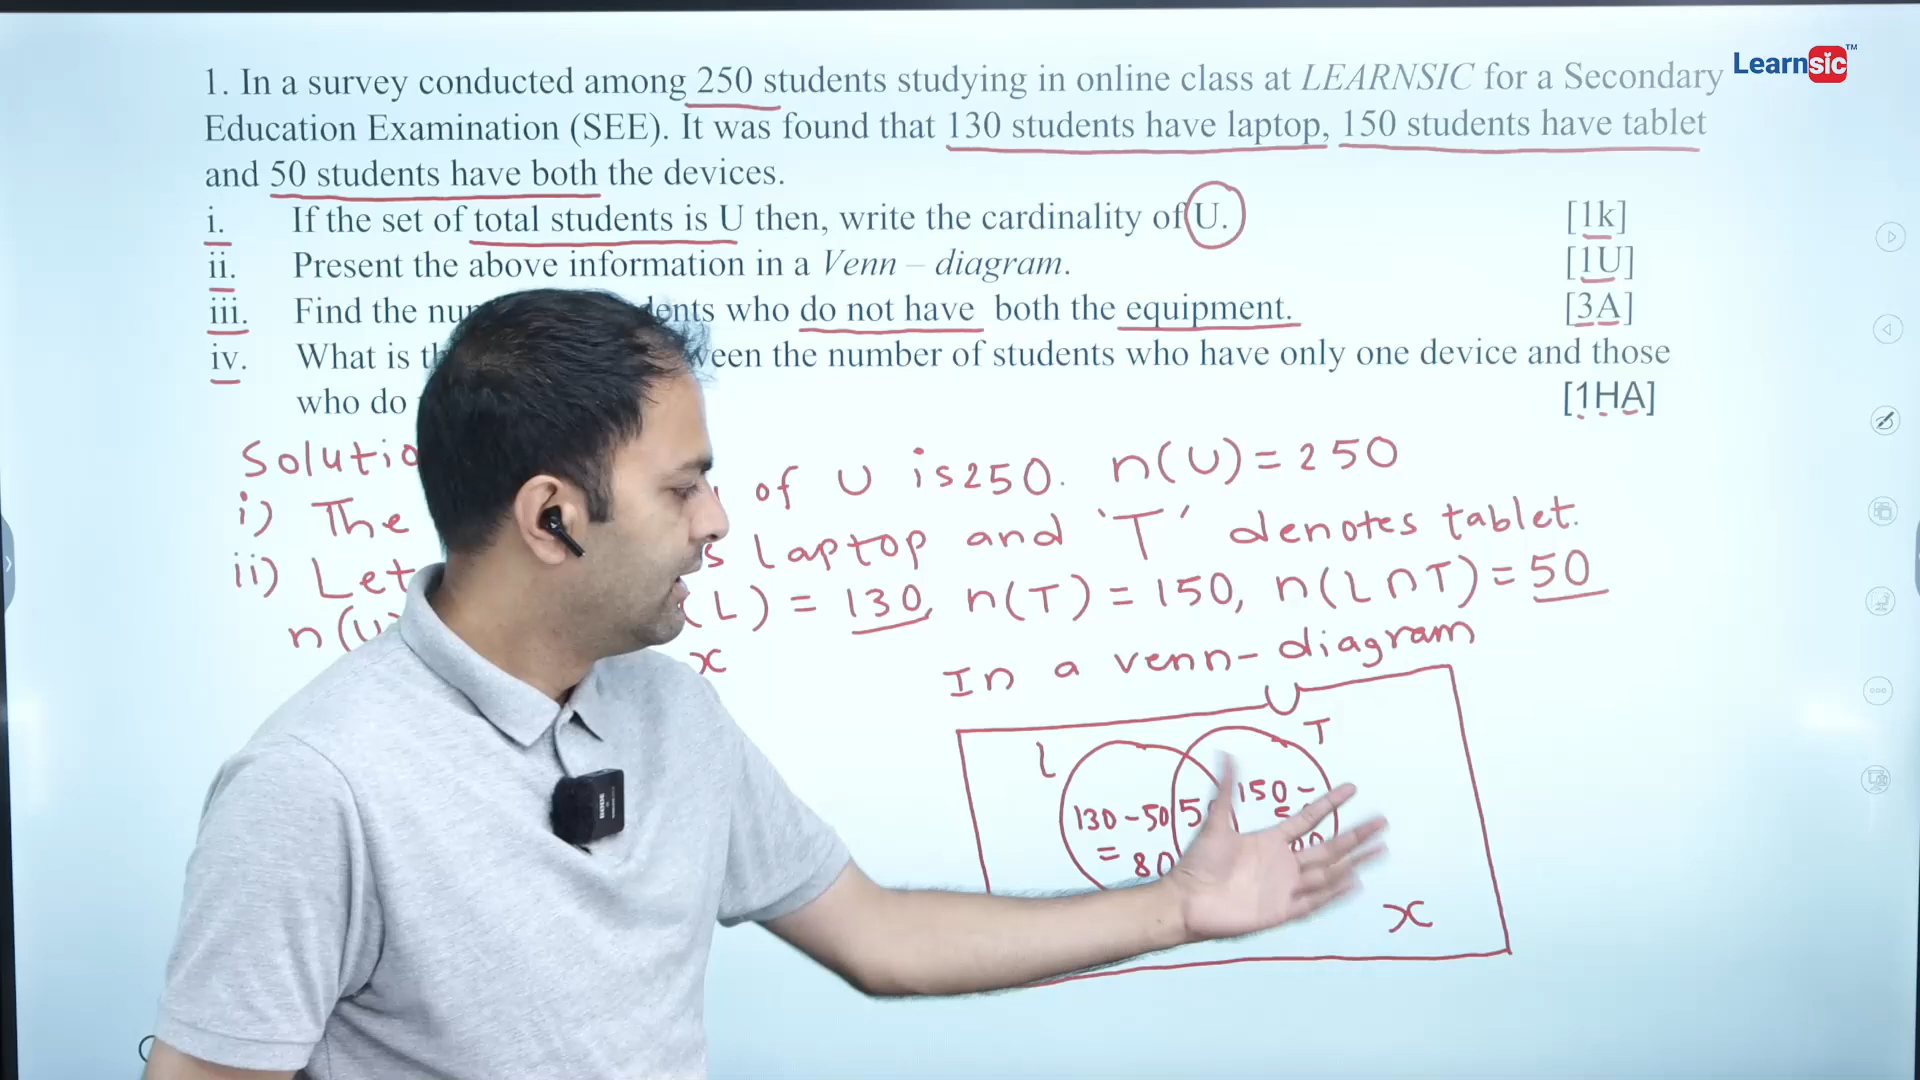 Learnsic™
1. In a survey conducted among 250 students studying in online class at LEARNSIC for a Secondary
Education Examination (SEE). It was found that 130 students have laptop, 150 students have tablet
and 50 students have both the devices.
i. If the set of total students is U then, write the cardinality of U. [1k]
ii. Present the above information in a Venn – diagram. [1U]
iii. Find the who do not have both the equipment. [3A]
iv. What is the number of students who have only one device and those
who do [1HA]
i) The of U is 250. n(U) = 250
ii) Let laptop and 'T' denotes tablet.
(L) = 130, n(T) = 150, n(L∩T) = 50
x
In a venn-diagram
U
L T
130-50 150-
= 80
x